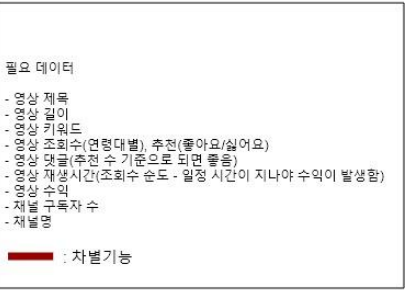 필요 데이터
- 영상 제목
- 영상 길이
- 영상 키워드
- 영상 조회수(연령대별), 추천(좋아요/싫어요)
- 영상 댓글(추천 수 기준으로 되면 좋음)
- 영상 재생시간(조회수 순도 - 일정 시간이 지나야 수익이 발생함)
- 영상 수익
- 채널 구독자 수
- 채널명
: 차별기능